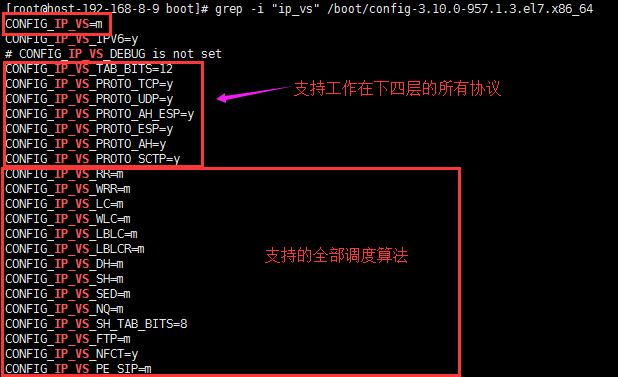 [root@host-192-168-8-9 boot]# grep -i "ip_vs" /boot/config-3.10.0-957.1.3.el7.x86_64
CONFIG_IP_VS=m
CONFIG_IP_VS_IPV6=y
# CONFIG_IP_VS_DEBUG is not set
CONFIG_IP_VS_TAB_BITS=12
CONFIG_IP_VS_PROTO_TCP=y
支持工作在下四层的所有协议
CONFIG_IP_VS_PROTO_UDP=y
CONFIG_IP_VS_PROTO_AH_ESP=y
CONFIG_IP_VS_PROTO_ESP=y
CONFIG_IP_VS_PROTO_AH=y
CONFIG_IP_VS_PROTO_SCTP=y
CONFIG_IP_VS_RR=m
CONFIG_IP_VS_WRR=m
CONFIG_IP_VS_LC=m
CONFIG_IP_VS_WLC=m
CONFIG_IP_VS_LBLC=m
CONFIG_IP_VS_LBLCR=m
支持的全部调度算法
CONFIG_IP_VS_DH=m
CONFIG_IP_VS_SH=m
CONFIG_IP_VS_SED=m
CONFIG_IP_VS_NQ=m
CONFIG_IP_VS_SH_TAB_BITS=8
CONFIG_IP_VS_FTP=m
CONFIG_IP_VS_NFCT=y
CONFIG_IP_VS_PE_SIP=m